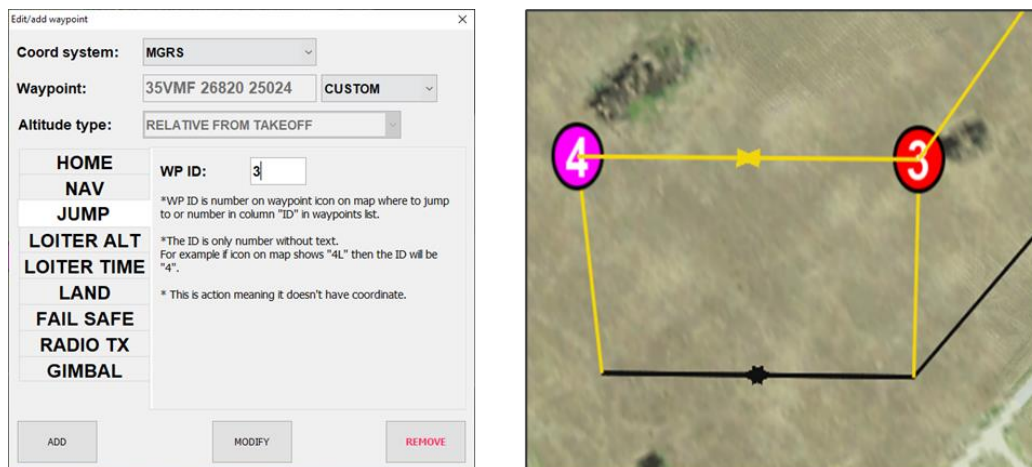 Edit/add waypoint
Coord system: MGRS
Waypoint: 35VMF 26820 25024 CUSTOM
Altitude type: RELATIVE FROM TAKEOFF
HOME
NAV
JUMP
LOITER ALT
LOITER TIME
LAND
FAIL SAFE
RADIO TX
GIMBAL
WP ID: 3
*WP ID is number on waypoint icon on map where to jump
to or number in column "ID" in waypoints list.
*The ID is only number without text.
For example if icon on map shows "4L" then the ID will be
"4".
* This is action meaning it doesn't have coordinate.
ADD MODIFY REMOVE
4 3